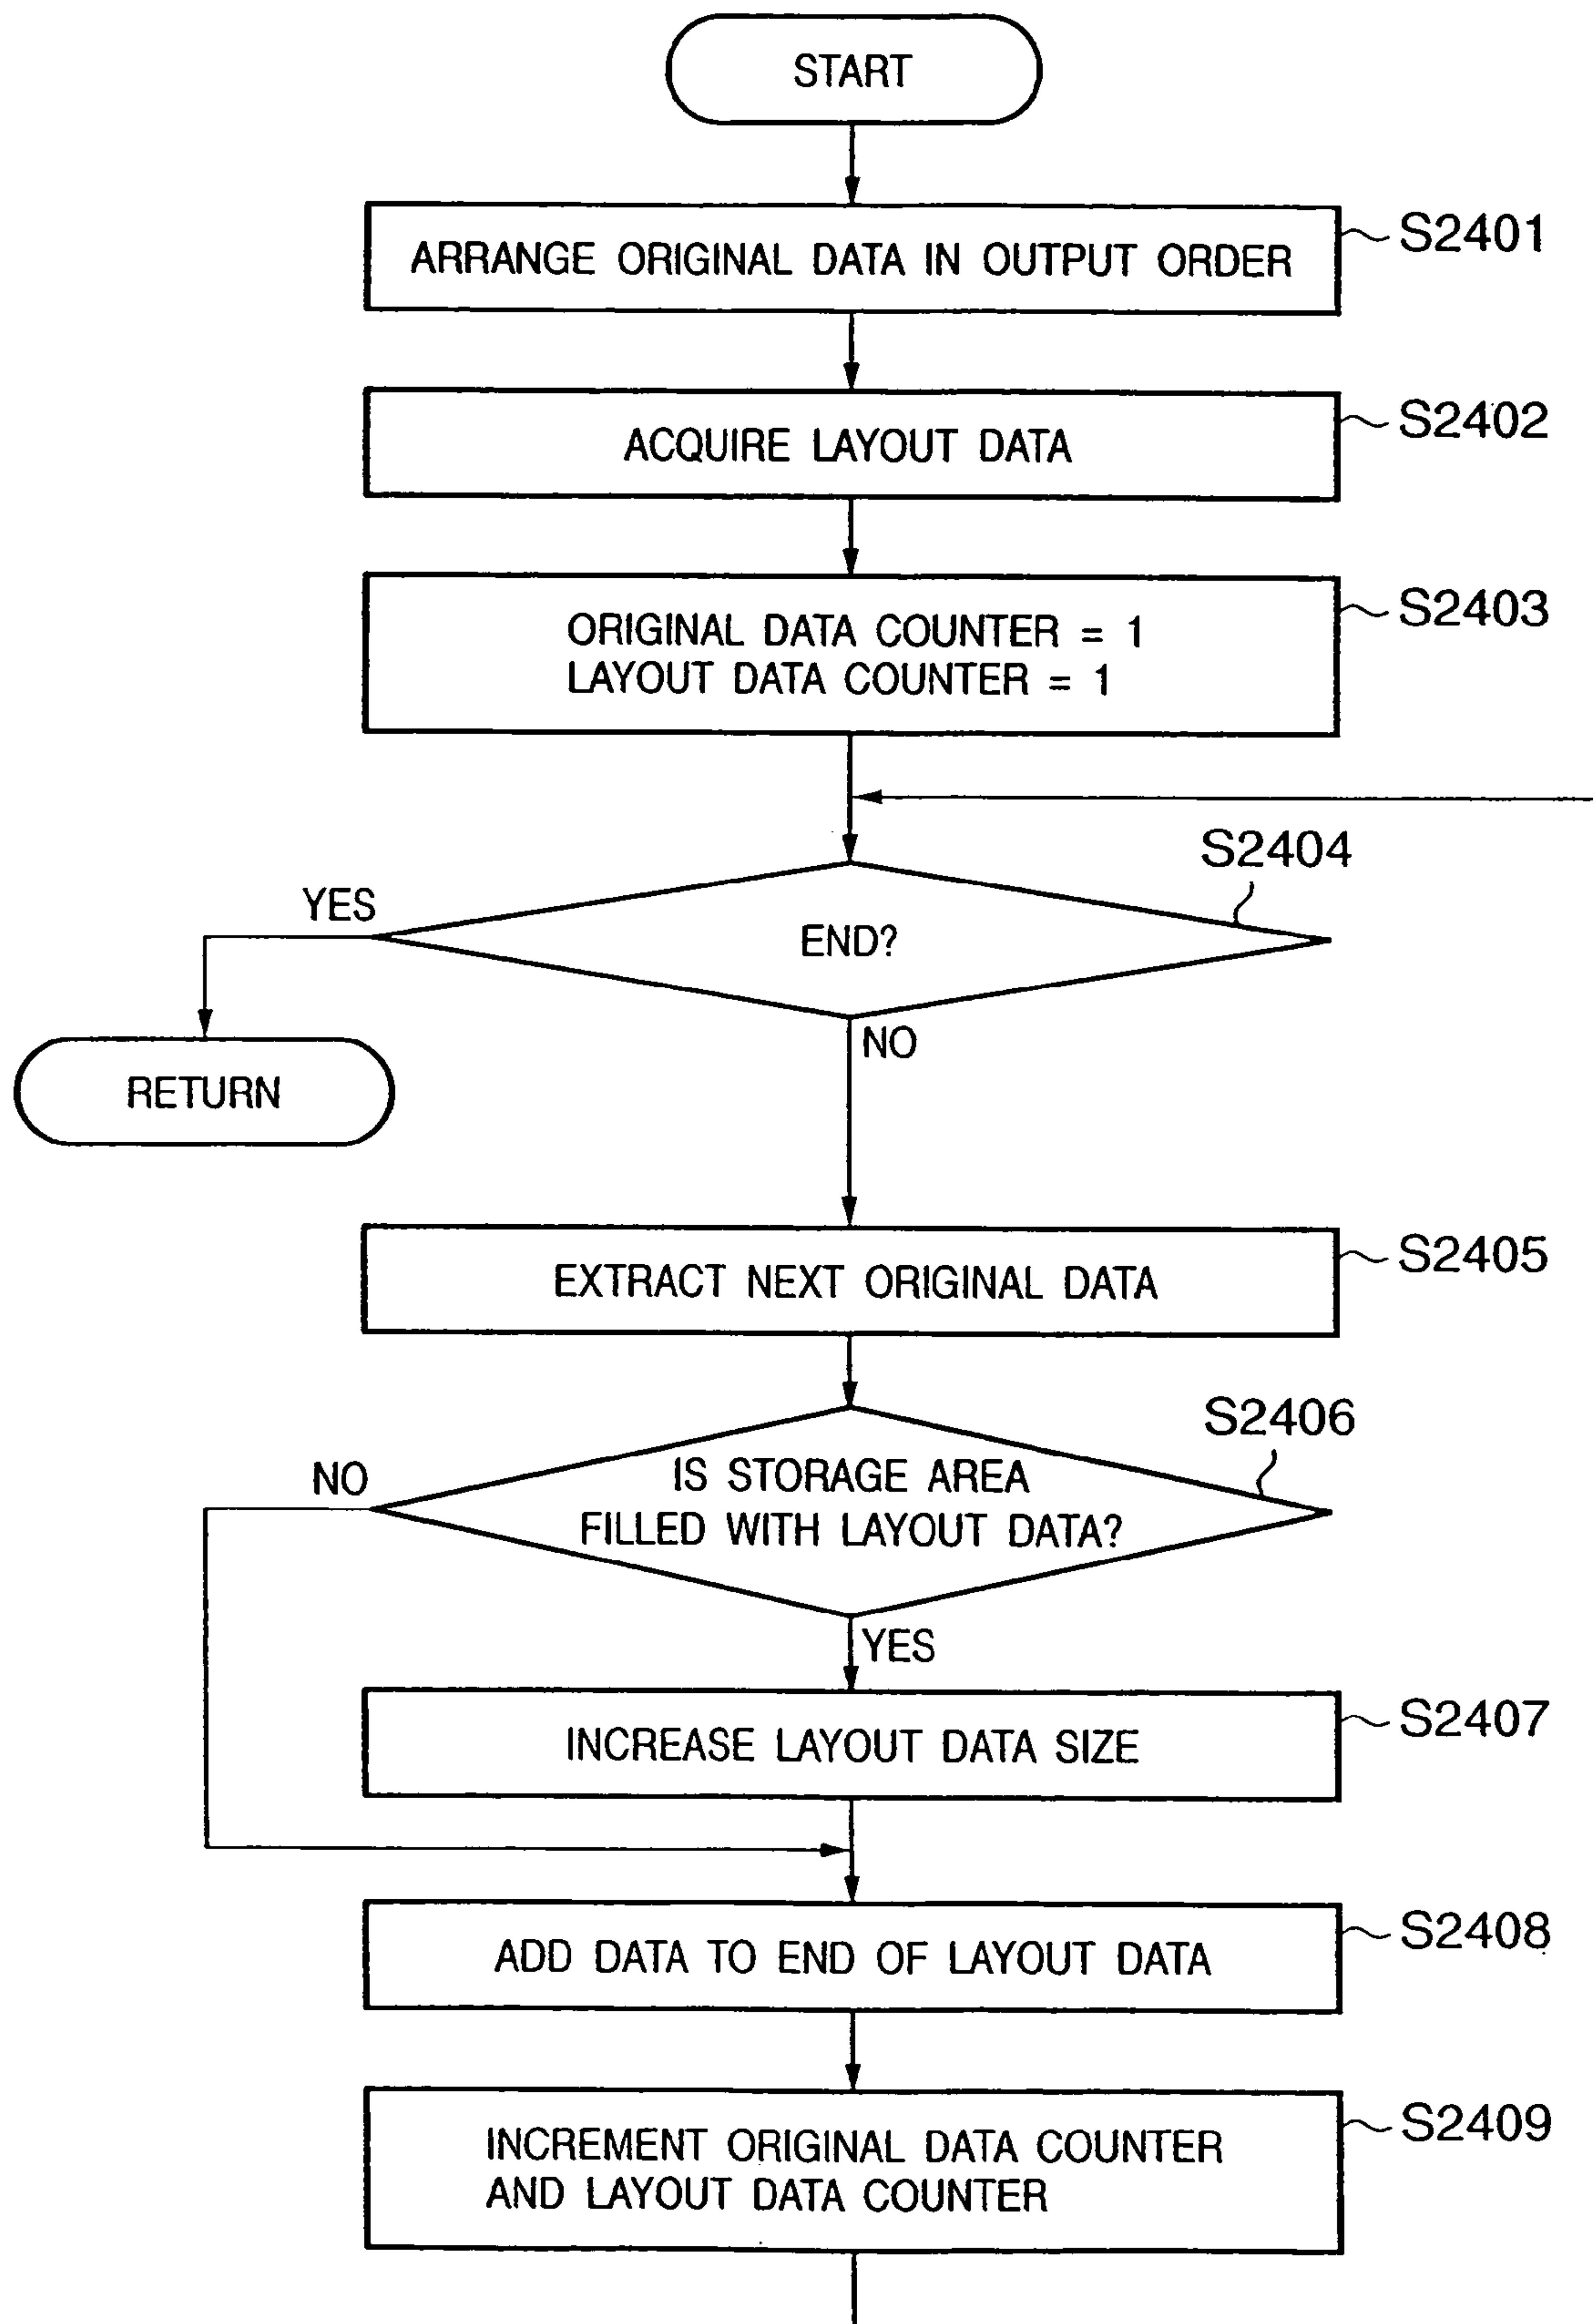 START
ARRANGE ORIGINAL DATA IN OUTPUT ORDER
S2401
ACQUIRE LAYOUT DATA
S2402
ORIGINAL DATA COUNTER = 1
LAYOUT DATA COUNTER = 1
S2403
S2404
YES
END?
NO
RETURN
EXTRACT NEXT ORIGINAL DATA
S2405
S2406
NO
IS STORAGE AREA
FILLED WITH LAYOUT DATA?
YES
INCREASE LAYOUT DATA SIZE
S2407
ADD DATA TO END OF LAYOUT DATA
S2408
INCREMENT ORIGINAL DATA COUNTER
AND LAYOUT DATA COUNTER
S2409